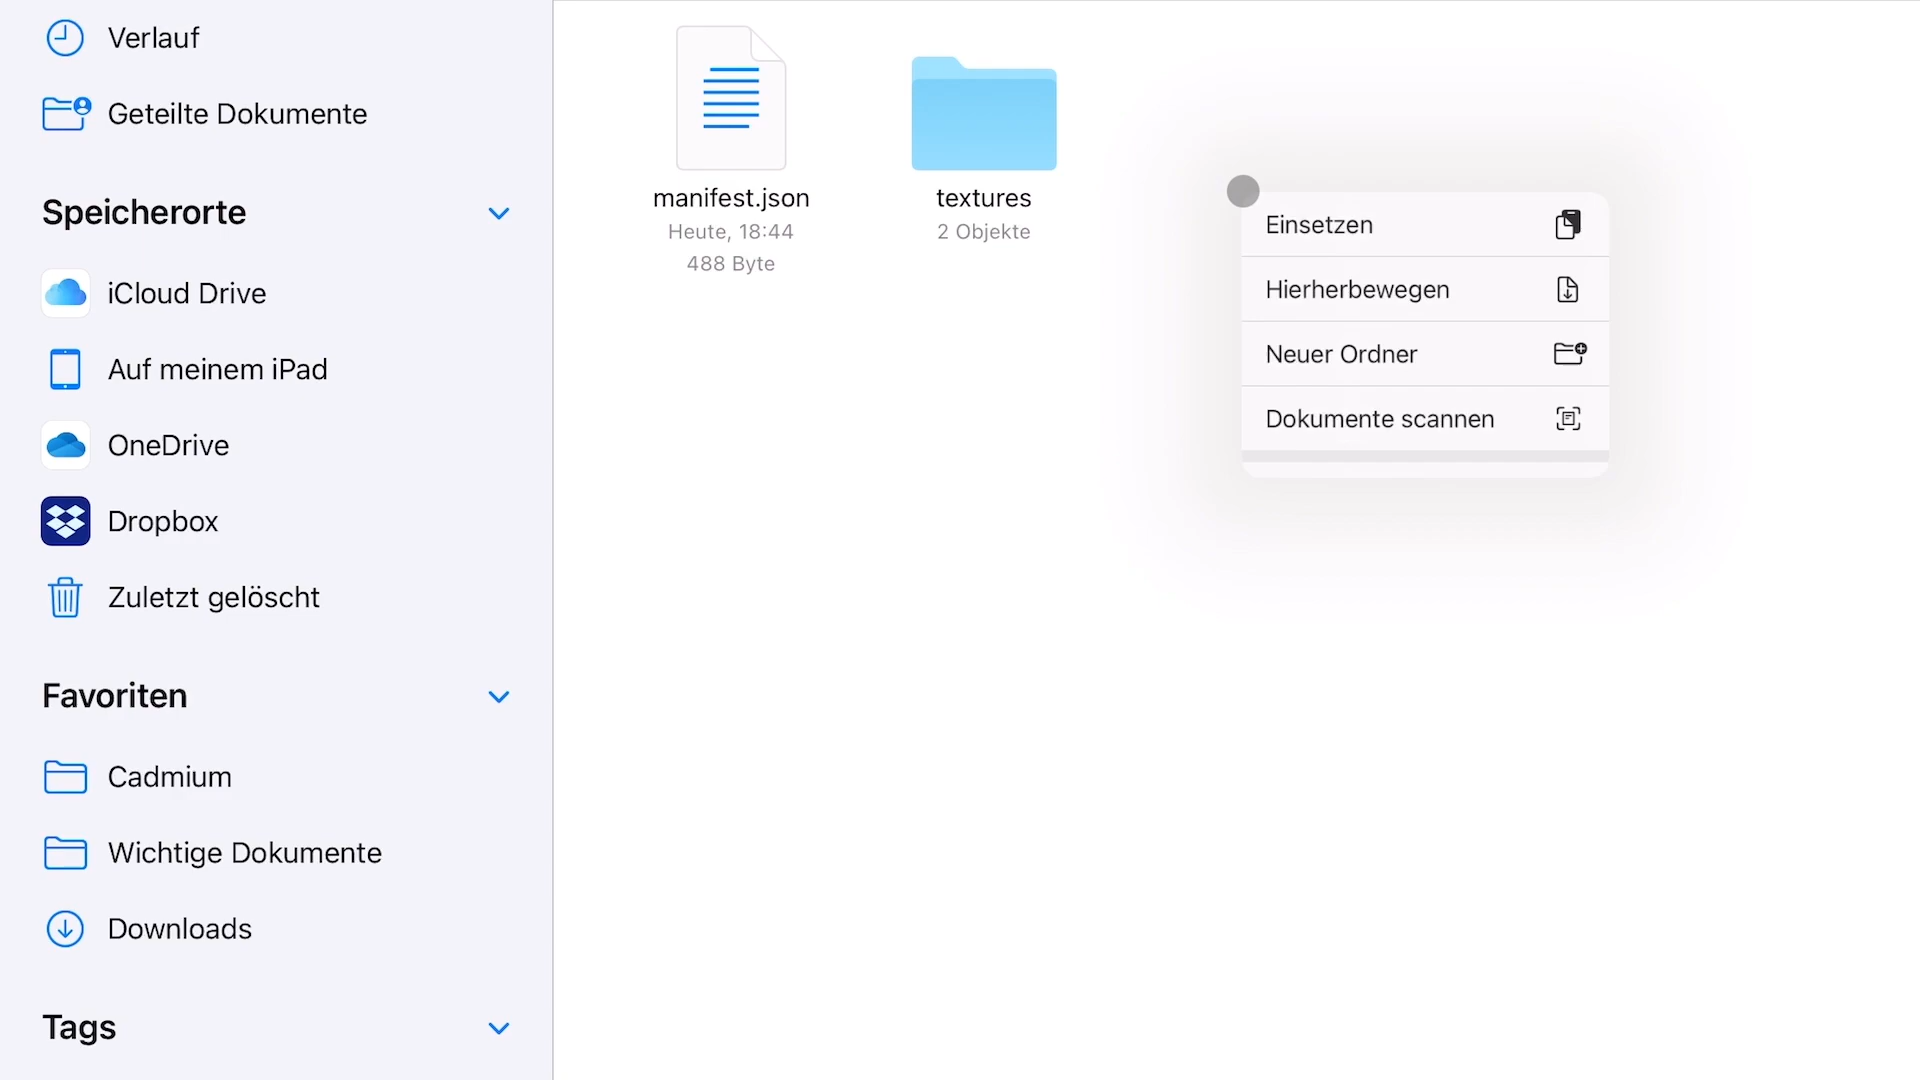 Verlauf
Geteilte Dokumente
Speicherorte
iCloud Drive
Auf meinem iPad
OneDrive
Dropbox
Zuletzt gelöscht
Favoriten
Cadmium
Wichtige Dokumente
Downloads
Tags
manifest.json
Heute, 18:44
488 Byte
textures
2 Objekte
Einsetzen
Hierherbewegen
Neuer Ordner
Dokumente scannen